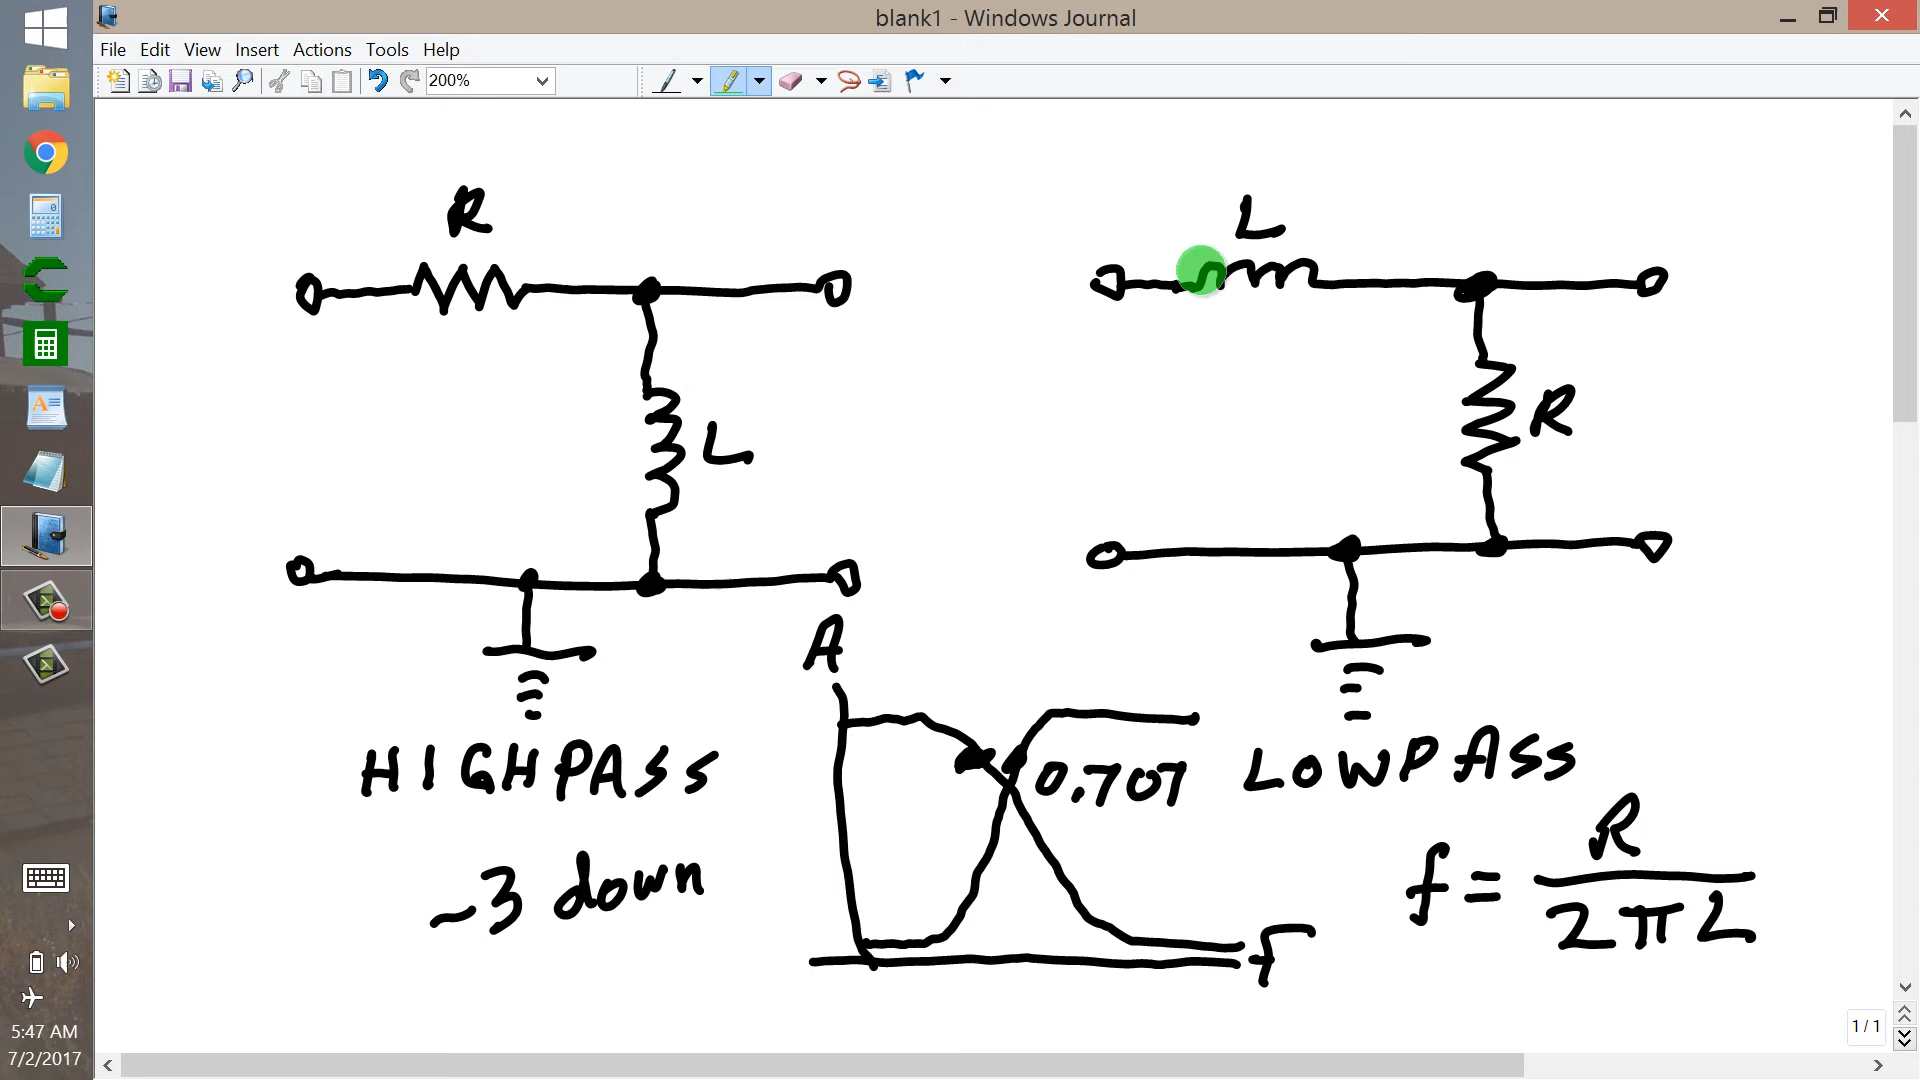 blank1 - Windows Journal
File Edit View Insert Actions Tools Help
200%
R
L
L
R
A
HIGHPASS
0.707
LOWPASS
~3 down
f = R
2πL
F
1 / 1
5:47 AM
7/2/2017